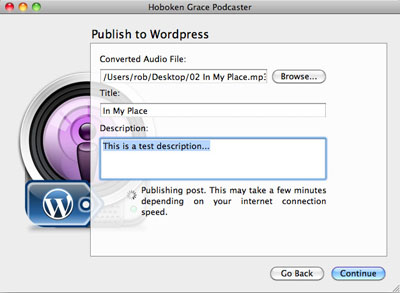 Hoboken Grace Podcaster
Publish to Wordpress
Converted Audio File:
/Users/rob/Desktop/02 In My Place.mp3
Browse...
Title:
In My Place
Description:
This is a test description...
Publishing post. This may take a few minutes
depending on your internet connection
speed.
Go Back
Continue